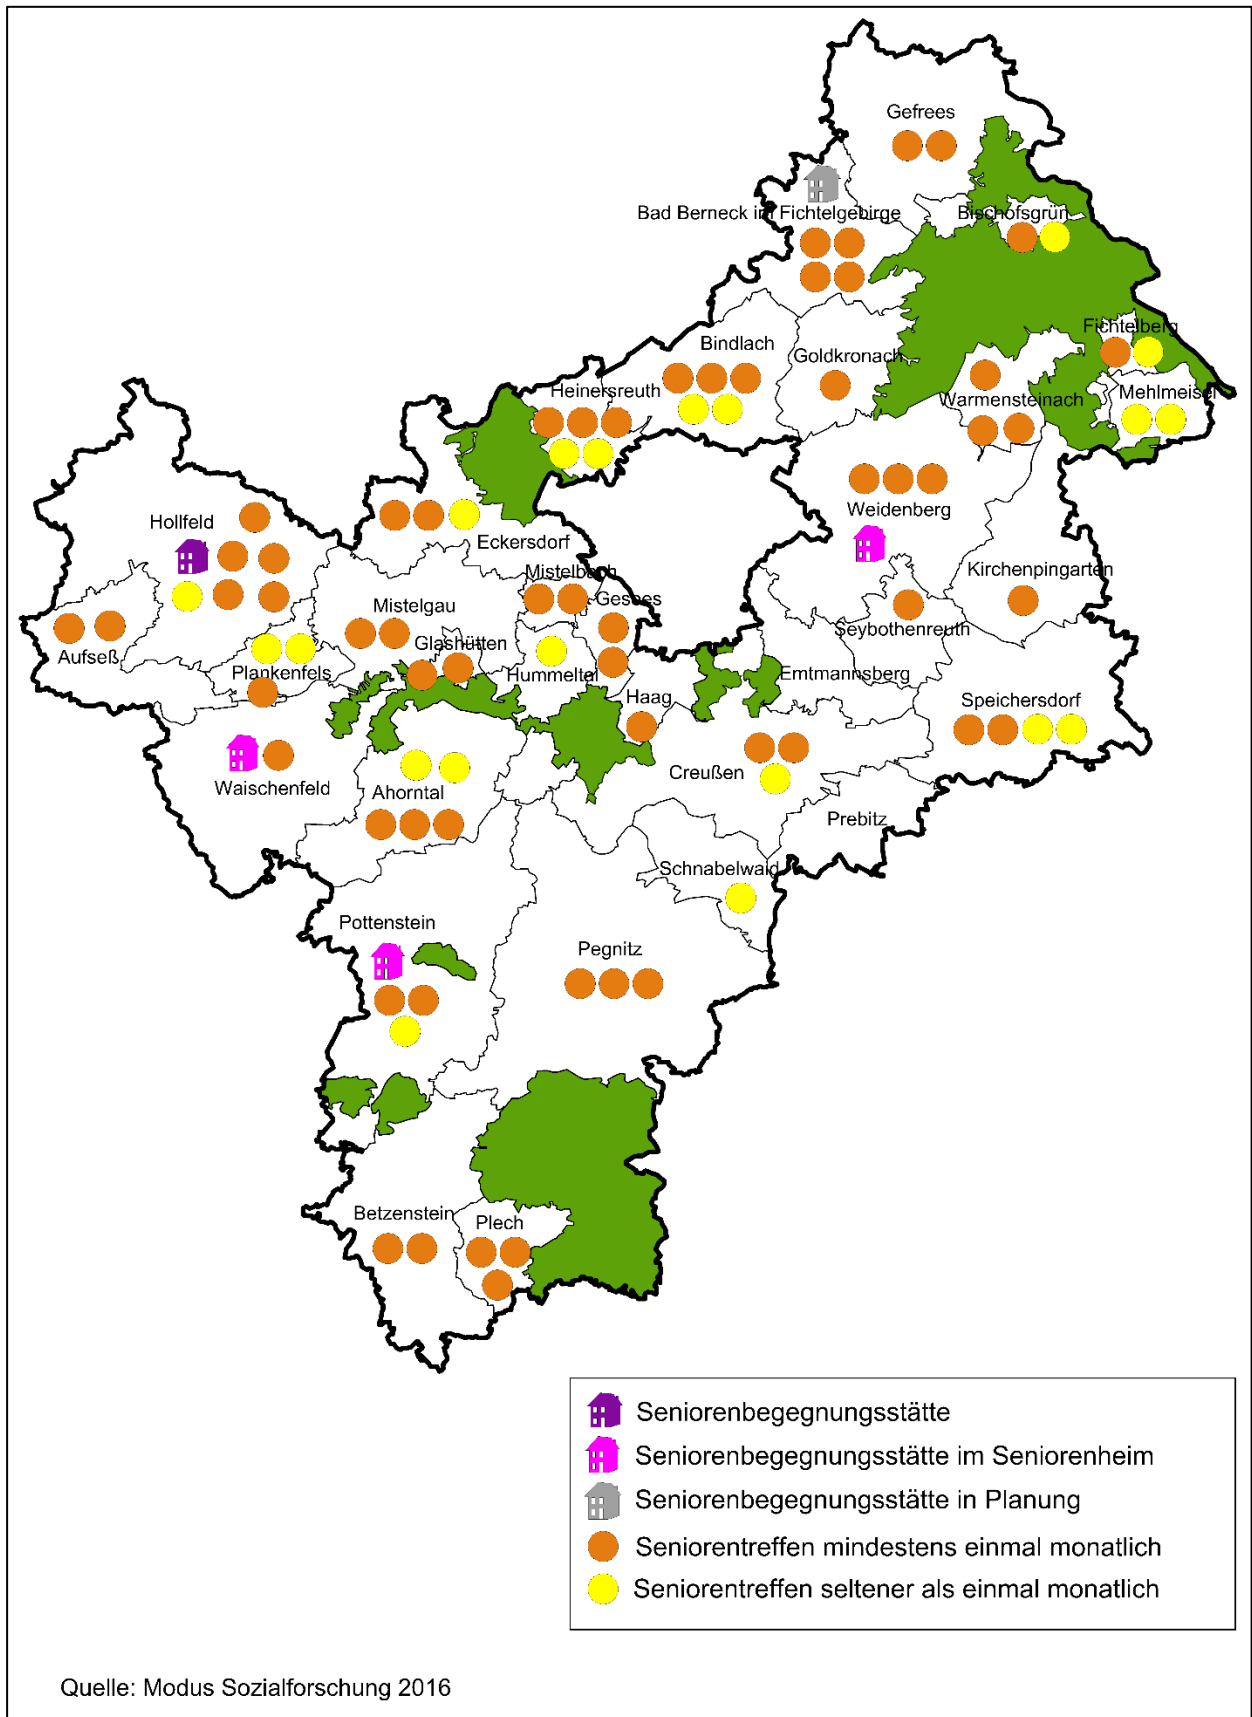 Gefrees
Bad Berneck im Fichtelgebirge
Bischofsgrün
Fichtelberg
Bindlach
Goldkronach
Heinersreuth
Mehlmeisel
Warmensteinach
Weidenberg
Hollfeld
Eckersdorf
Mistelbach
Kirchenpingarten
Gesees
Mistelgau
Seybothenreuth
Glashütten
Aufseß
Plankenfels
Hummeltal
Emtmannsberg
Haag
Speichersdorf
Creußen
Waischenfeld
Ahorntal
Prebitz
Schnabelwaid
Pottenstein
Pegnitz
Betzenstein
Plech
Seniorenbegegnungsstätte
Seniorenbegegnungsstätte im Seniorenheim
Seniorenbegegnungsstätte in Planung
Seniorentreffen mindestens einmal monatlich
Seniorentreffen seltener als einmal monatlich
Quelle: Modus Sozialforschung 2016